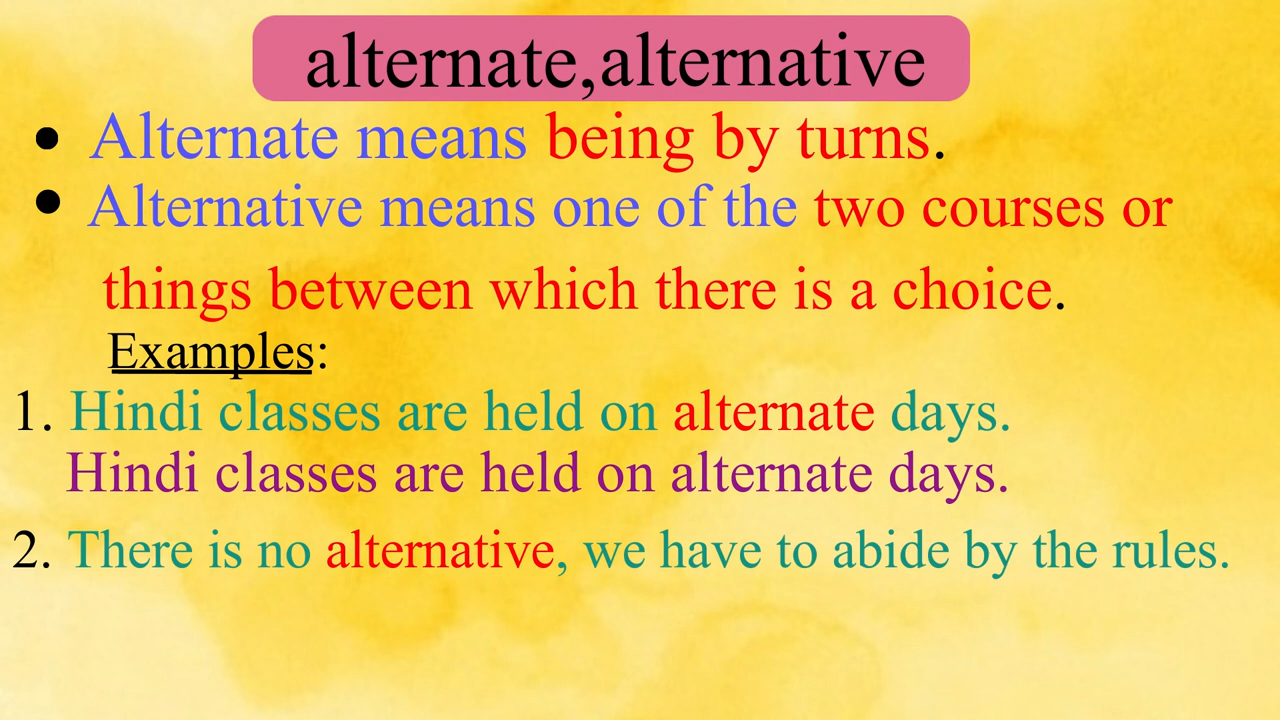 alternate,alternative
• Alternate means being by turns.
• Alternative means one of the two courses or
things between which there is a choice.
Examples:
1. Hindi classes are held on alternate days.
Hindi classes are held on alternate days.
2. There is no alternative, we have to abide by the rules.